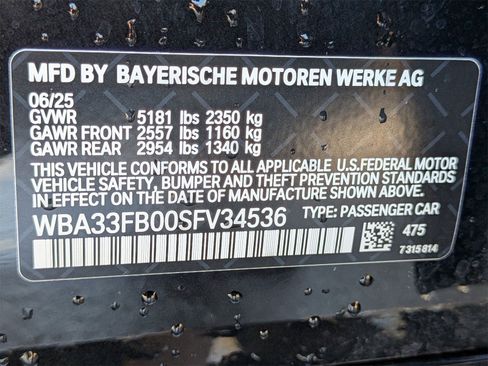 MFD BY BAYERISCHE MOTOREN WERKE AG
06/25
GVWR 5181 lbs 2350 kg
GAWR FRONT 2557 lbs 1160 kg
GAWR REAR 2954 lbs 1340 kg
THIS VEHICLE CONFORMS TO ALL APPLICABLE U.S.FEDERAL MOTOR
VEHICLE SAFETY, BUMPER AND THEFT PREVENTION STANDARDS
IN EFFECT ON THE DATE OF MANUFACTURE SHOWN ABOVE.
WBA33FB00SFV34536 TYPE: PASSENGER CAR
475
7315814